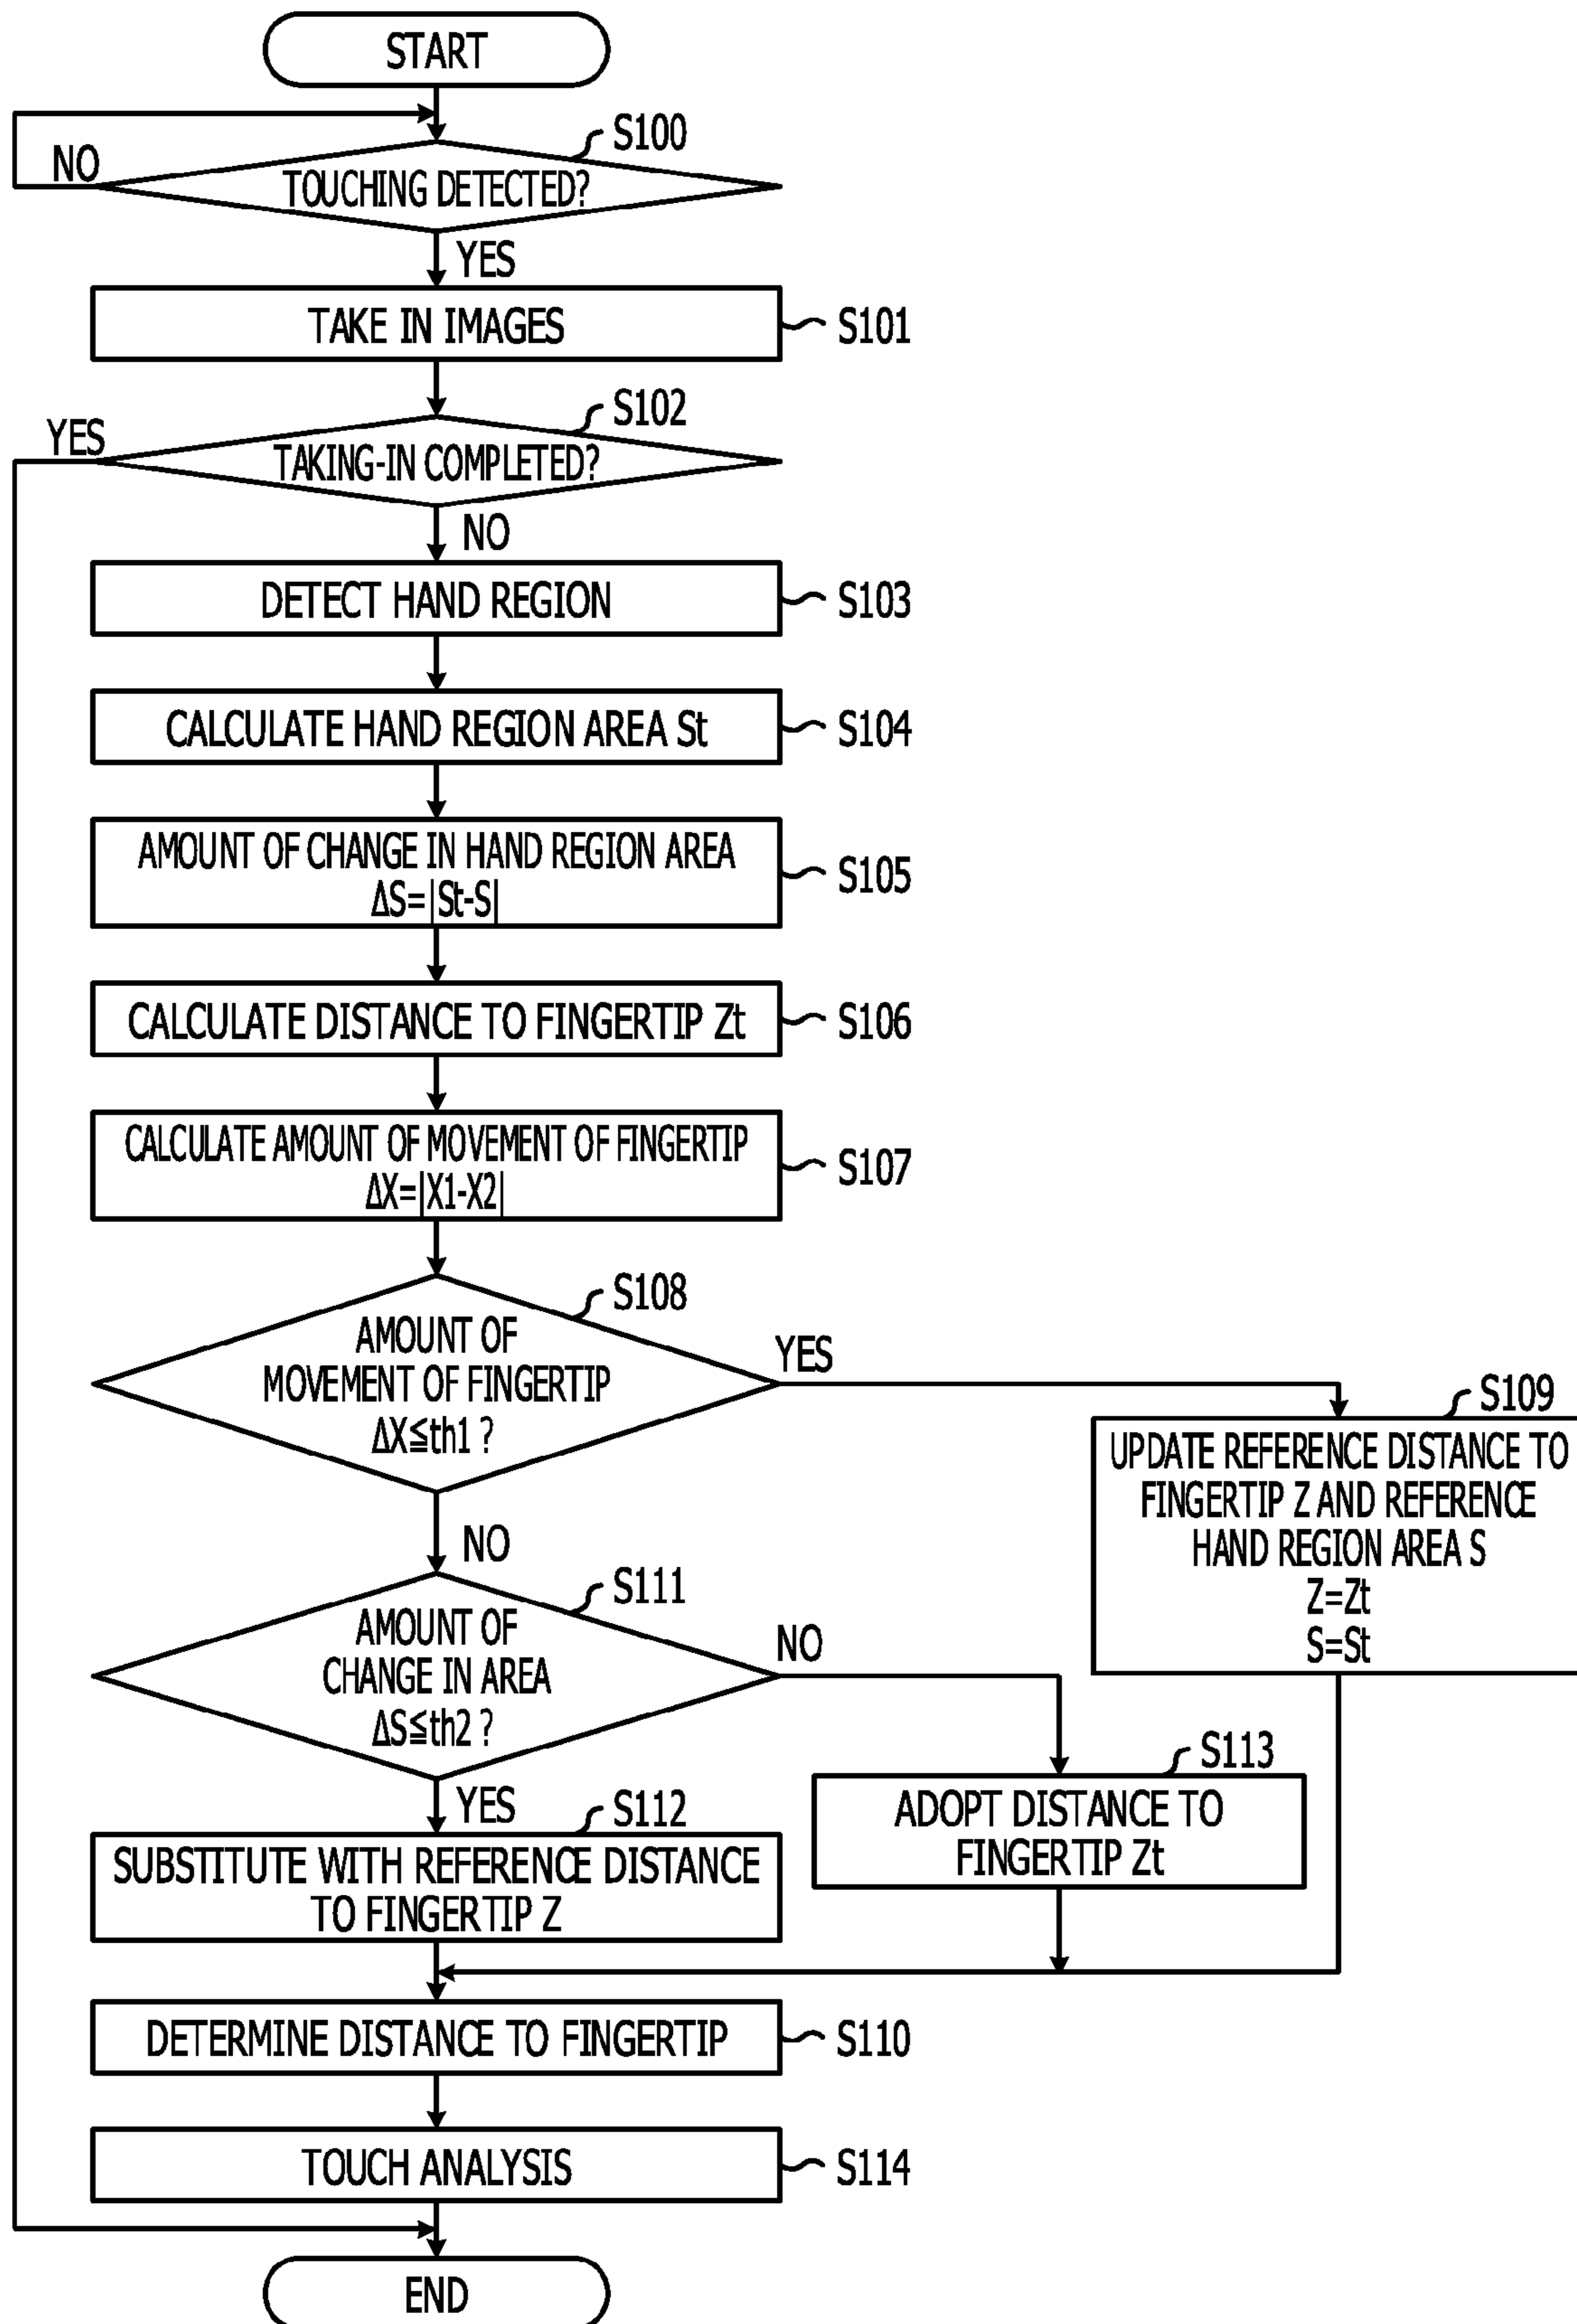 START
S100
NO
TOUCHING DETECTED?
YES
TAKE IN IMAGES
S101
S102
YES
TAKING-IN COMPLETED?
NO
DETECT HAND REGION
S103
CALCULATE HAND REGION AREA St
S104
AMOUNT OF CHANGE IN HAND REGION AREA
ΔS=|St-S|
S105
CALCULATE DISTANCE TO FINGERTIP Zt
S106
CALCULATE AMOUNT OF MOVEMENT OF FINGERTIP
ΔX=|X1-X2|
S107
S108
AMOUNT OF
MOVEMENT OF FINGERTIP
ΔX≦th1 ?
YES
NO
S109
UPDATE REFERENCE DISTANCE TO
FINGERTIP Z AND REFERENCE
HAND REGION AREA S
Z=Zt
S=St
S111
AMOUNT OF
CHANGE IN AREA
ΔS≦th2 ?
NO
YES
S113
ADOPT DISTANCE TO
FINGERTIP Zt
S112
SUBSTITUTE WITH REFERENCE DISTANCE
TO FINGERTIP Z
DETERMINE DISTANCE TO FINGERTIP
S110
TOUCH ANALYSIS
S114
END